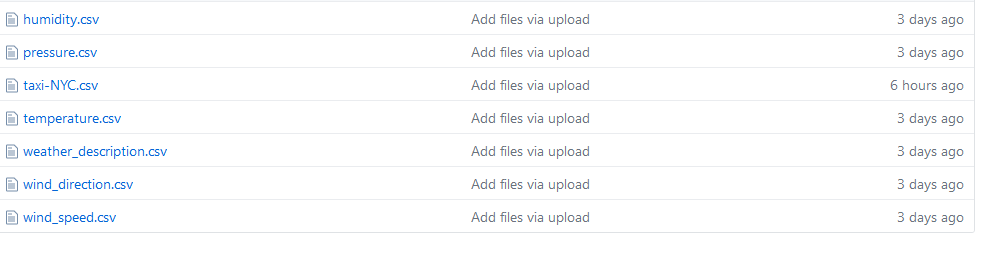 humidity.csv Add files via upload 3 days ago
pressure.csv Add files via upload 3 days ago
taxi-NYC.csv Add files via upload 6 hours ago
temperature.csv Add files via upload 3 days ago
weather_description.csv Add files via upload 3 days ago
wind_direction.csv Add files via upload 3 days ago
wind_speed.csv Add files via upload 3 days ago